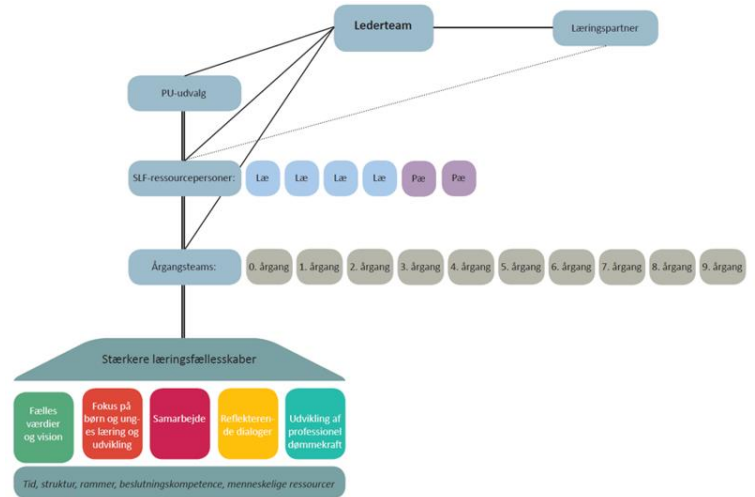 Lederteam
Læringspartner
PU-udvalg
SLF-ressourcepersoner:
Læ
Læ
Læ
Læ
Pæ
Pæ
Årgangsteams:
0. årgang
1. årgang
2. årgang
3. årgang
4. årgang
5. årgang
6. årgang
7. årgang
8. årgang
9. årgang
Stærkere læringsfællesskaber
Fælles
værdier
og vision
Fokus på
børn og ung-
es læring og
udvikling
Samarbejde
Reflekteren-
de dialoger
Udvikling af
professionel
dømmekraft
Tid, struktur, rammer, beslutningskompetence, menneskelige ressourcer